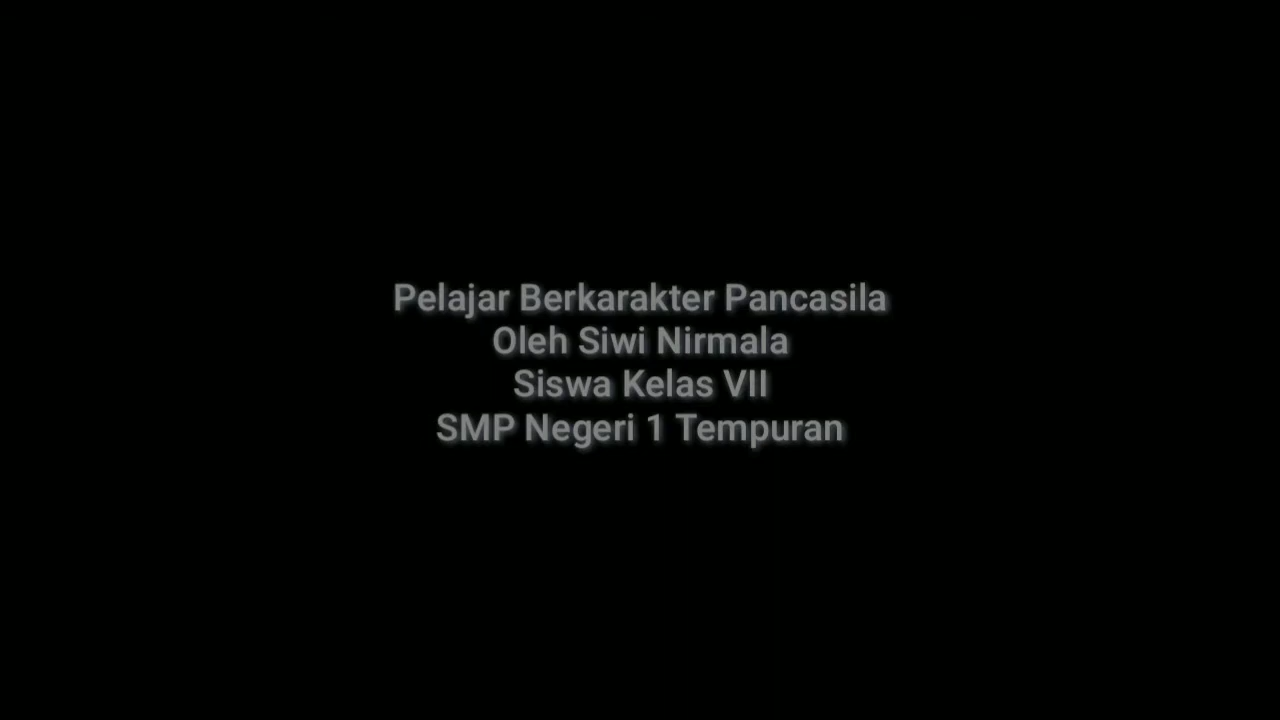 Pelajar Berkarakter Pancasila
Oleh Siwi Nirmala
Siswa Kelas VII
SMP Negeri 1 Tempuran